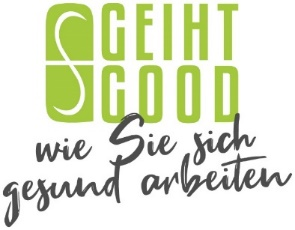 S GEIHT
GOOD
wie Sie sich
gesund arbeiten